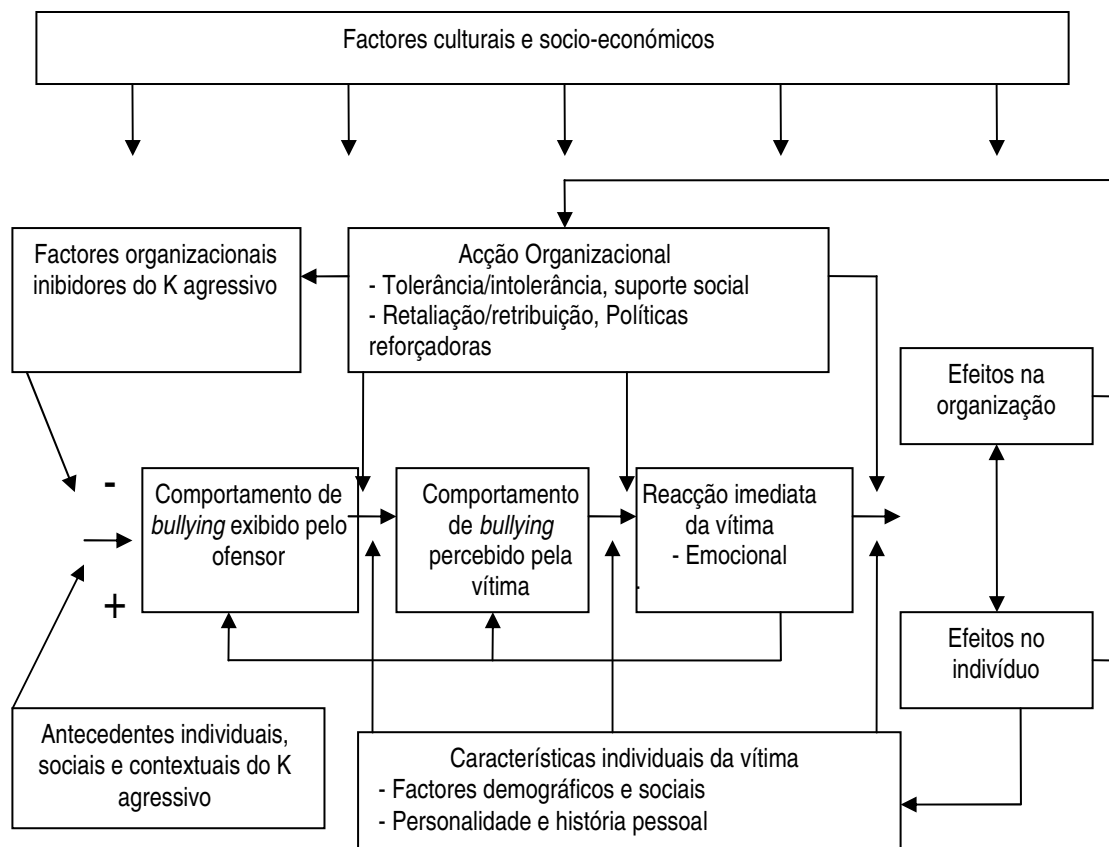 Factores culturais e socio-económicos
Factores organizacionais
inibidores do K agressivo
Acção Organizacional
- Tolerância/intolerância, suporte social
- Retaliação/retribuição, Políticas
reforçadoras
Efeitos na
organização
-
+
Comportamento de
bullying exibido pelo
ofensor
Comportamento
de bullying
percebido pela
vítima
Reacção imediata
da vítima
- Emocional
-
Efeitos no
indivíduo
Antecedentes individuais,
sociais e contextuais do K
agressivo
Características individuais da vítima
- Factores demográficos e sociais
- Personalidade e história pessoal